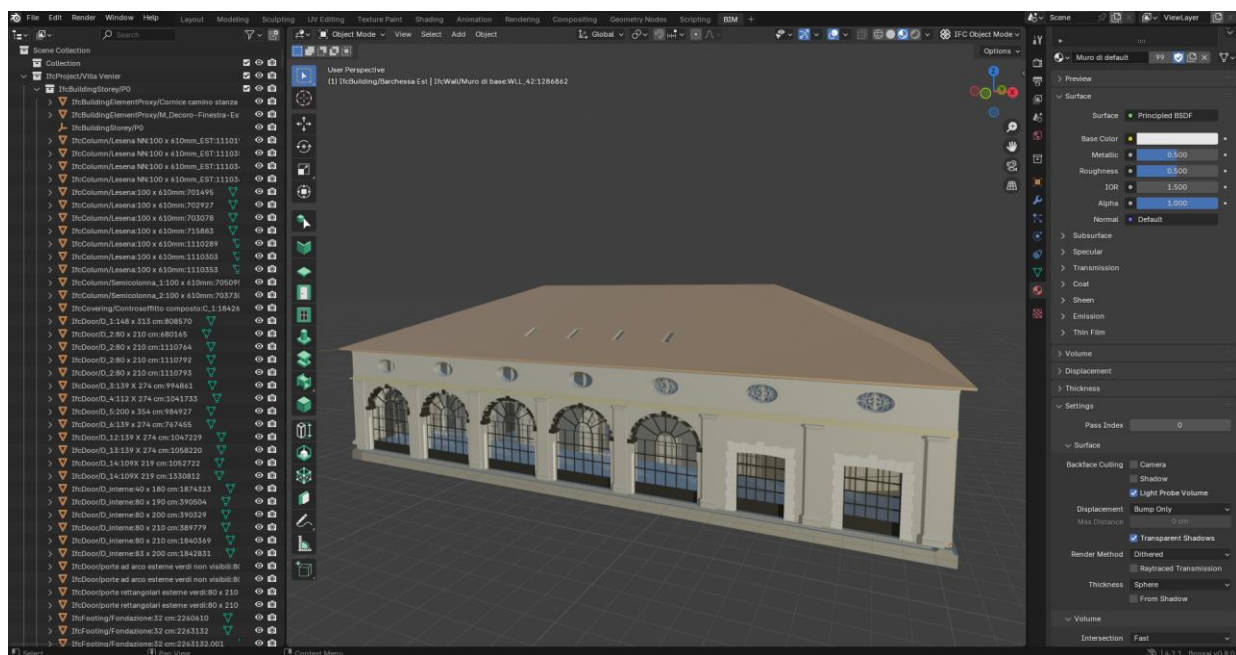 File Edit Render Window Help Layout Modeling Sculpting UV Editing Texture Paint Shading Animation Rendering Compositing Geometry Nodes Scripting BIM + Scene ViewLayer
Search Object Mode View Select Add Object Global IFC Object Mode
Options
Scene Collection
Collection
IfcProject/Villa Venier
IfcBuildingStorey/P0
IfcBuildingElementProxy/Cornice camino stanza
IfcBuildingElementProxy/M_Decoro-Finestra-Es
IfcBuildingStorey/P0
IfcColumn/Lesena NN:100 x 610mm_EST:11101
IfcColumn/Lesena NN:100 x 610mm_EST:11103
IfcColumn/Lesena NN:100 x 610mm_EST:11103
IfcColumn/Lesena NN:100 x 610mm_EST:11103
IfcColumn/Lesena:100 x 610mm:701495
IfcColumn/Lesena:100 x 610mm:702927
IfcColumn/Lesena:100 x 610mm:703078
IfcColumn/Lesena:100 x 610mm:715883
IfcColumn/Lesena:100 x 610mm:1110289
IfcColumn/Lesena:100 x 610mm:1110303
IfcColumn/Lesena:100 x 610mm:1110353
IfcColumn/Semicolonna_1:100 x 610mm:70509
IfcColumn/Semicolonna_2:100 x 610mm:70373
IfcCovering/Controsoffitto composto:C_1:18426
IfcDoor/D_1:148 x 313 cm:808570
IfcDoor/D_2:80 x 210 cm:680165
IfcDoor/D_2:80 x 210 cm:1110764
IfcDoor/D_2:80 x 210 cm:1110792
IfcDoor/D_2:80 x 210 cm:1110793
IfcDoor/D_3:139 X 274 cm:994861
IfcDoor/D_4:112 X 274 cm:1041733
IfcDoor/D_5:200 x 354 cm:984927
IfcDoor/D_6:139 x 274 cm:767455
IfcDoor/D_12:139 X 274 cm:1047229
IfcDoor/D_13:139 X 274 cm:1058220
IfcDoor/D_14:109X 219 cm:1052722
IfcDoor/D_14:109X 219 cm:1330812
IfcDoor/D_interne:40 x 180 cm:1874323
IfcDoor/D_interne:80 x 190 cm:390504
IfcDoor/D_interne:80 x 200 cm:390329
IfcDoor/D_interne:80 x 210 cm:389779
IfcDoor/D_interne:80 x 210 cm:1840369
IfcDoor/D_interne:83 x 200 cm:1842831
IfcDoor/porte ad arco esterne verdi non visibili:8
IfcDoor/porte ad arco esterne verdi non visibili:8
IfcDoor/porte rettangolari esterne verdi:80 x 210
IfcDoor/porte rettangolari esterne verdi:80 x 210
IfcFooting/Fondazione:32 cm:2260610
IfcFooting/Fondazione:32 cm:2263132
IfcFooting/Fondazione:32 cm:2263132.001
User Perspective
(1) IfcBuilding/Barchessa Est | IfcWall/Muro di base:WLL_42:1286862
Z
X
Muro di default 99
Preview
Surface
Surface Principled BSDF
Base Color
Metallic 0.500
Roughness 0.500
IOR 1.500
Alpha 1.000
Normal Default
Subsurface
Specular
Transmission
Coat
Sheen
Emission
Thin Film
Volume
Displacement
Thickness
Settings
Pass Index 0
Surface
Backface Culling Camera
Shadow
Light Probe Volume
Displacement Bump Only
Max Distance 0 cm
Transparent Shadows
Render Method Dithered
Raytraced Transmission
Thickness Sphere
From Shadow
Volume
Intersection Fast
Select Pan View Context Menu 4.2.1 Bonsai v0.8.0